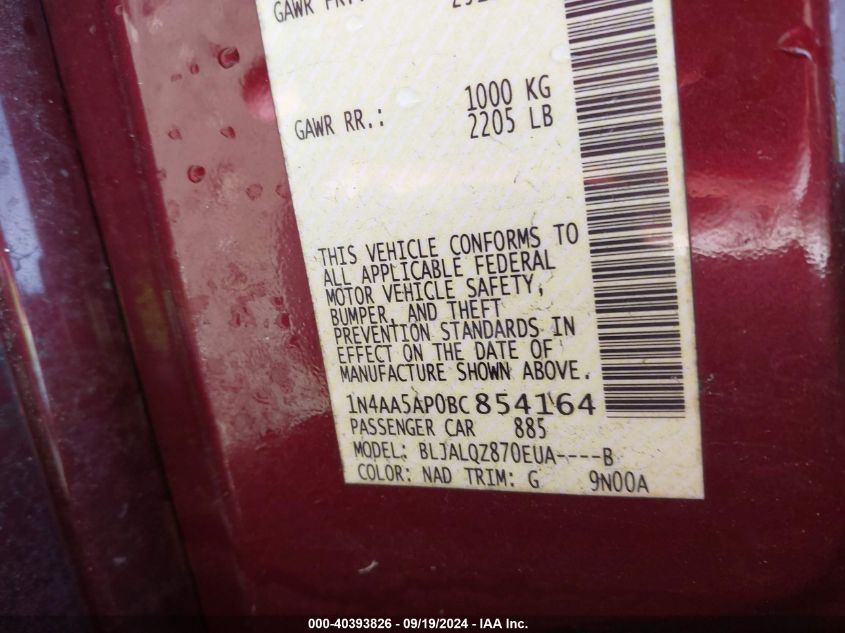 GAWR FRT.:
1000 KG
GAWR RR.: 2205 LB
THIS VEHICLE CONFORMS TO
ALL APPLICABLE FEDERAL
MOTOR VEHICLE SAFETY,
BUMPER, AND THEFT
PREVENTION STANDARDS IN
EFFECT ON THE DATE OF
MANUFACTURE SHOWN ABOVE.
1N4AA5AP0BC854164
PASSENGER CAR 885
MODEL: BLJALQZ870EUA----B
COLOR: NAD TRIM: G 9N00A
000-40393826 - 09/19/2024 - IAA Inc.